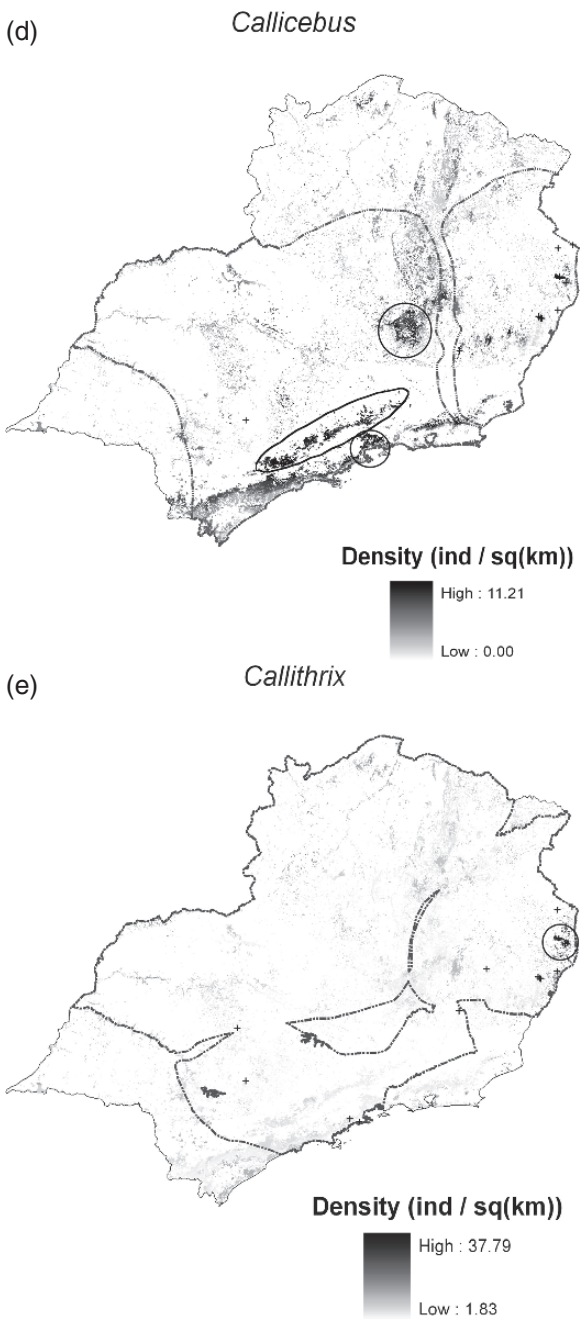 (d)
Callicebus
Density (ind / sq(km))
High : 11.21
Low : 0.00
(e)
Callithrix
Density (ind / sq(km))
High : 37.79
Low : 1.83